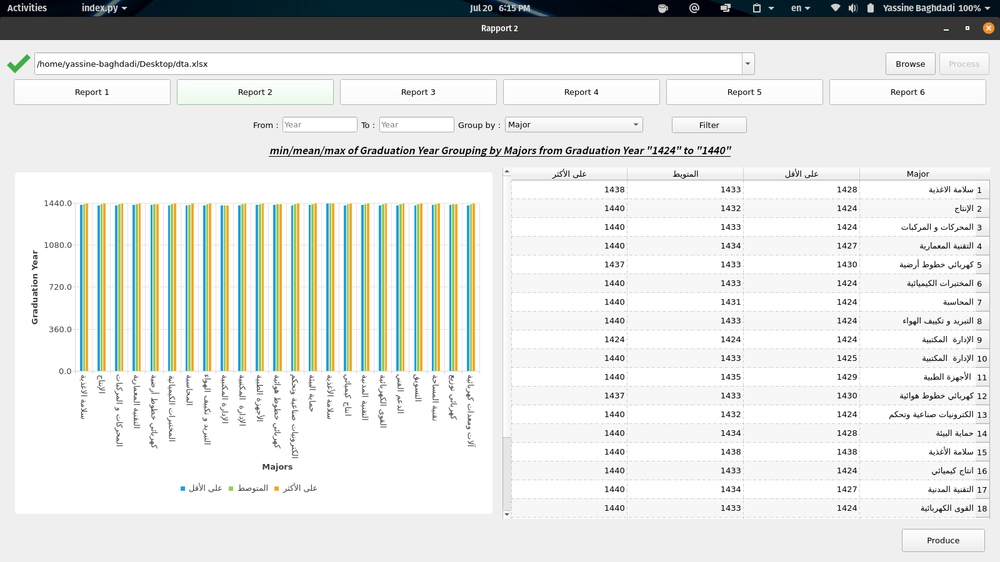 Activities index.py Jul 20 6:15 PM en Yassine Baghdadi 100%
Rapport 2
/home/yassine-baghdadi/Desktop/dta.xlsx Browse Process
Report 1 Report 2 Report 3 Report 4 Report 5 Report 6
From : Year To : Year Group by : Major Filter
min/mean/max of Graduation Year Grouping by Majors from Graduation Year "1424" to "1440"
Graduation Year
1440.0
1080.0
720.0
360.0
0.0
سلامة الاغذية
الإنتاج
المحركات و المركبات
التقنية المعمارية
كهربائي خطوط أرضية
المختبرات الكيميائية
المحاسبة
التبريد و تكييف الهواء
الإدارة المكتبية
الإدارة  المكتبية
الأجهزة الطبية
كهربائي خطوط هوائية
الكترونيات صناعية وتحكم
حماية البيئة
سلامة الأغذية
انتاج كيميائي
التقنية المدنية
القوى الكهربائية
الدعم الفني
التسويق
تقنية المساحة
كهربائي توزيع
آلات ومعدات كهربائية
Majors
على الأقل المتوصط على الأكثر
على الأكثر المتويط على الأقل Major
1438 1433 1428 سلامة الاغذية 1
1440 1432 1424 الإنتاج 2
1440 1433 1424 المحركات و المركبات 3
1440 1434 1427 التقنية المعمارية 4
1437 1433 1430 كهربائي خطوط أرضية 5
1440 1433 1424 المختبرات الكيميائية 6
1440 1431 1424 المحاسبة 7
1440 1433 1424 التبريد و تكييف الهواء 8
1424 1424 1424 الإدارة  المكتبية 9
1440 1433 1425 الإدارة  المكتبية 10
1440 1435 1429 الأجهزة الطبية 11
1437 1433 1430 كهربائي خطوط هوائية 12
1440 1432 1424 الكترونيات صناعية وتحكم 13
1440 1434 1428 حماية البيئة 14
1440 1438 1438 سلامة الأغذية 15
1440 1433 1424 انتاج كيميائي 16
1440 1434 1427 التقنية المدنية 17
1440 1433 1424 القوى الكهربائية 18
Produce